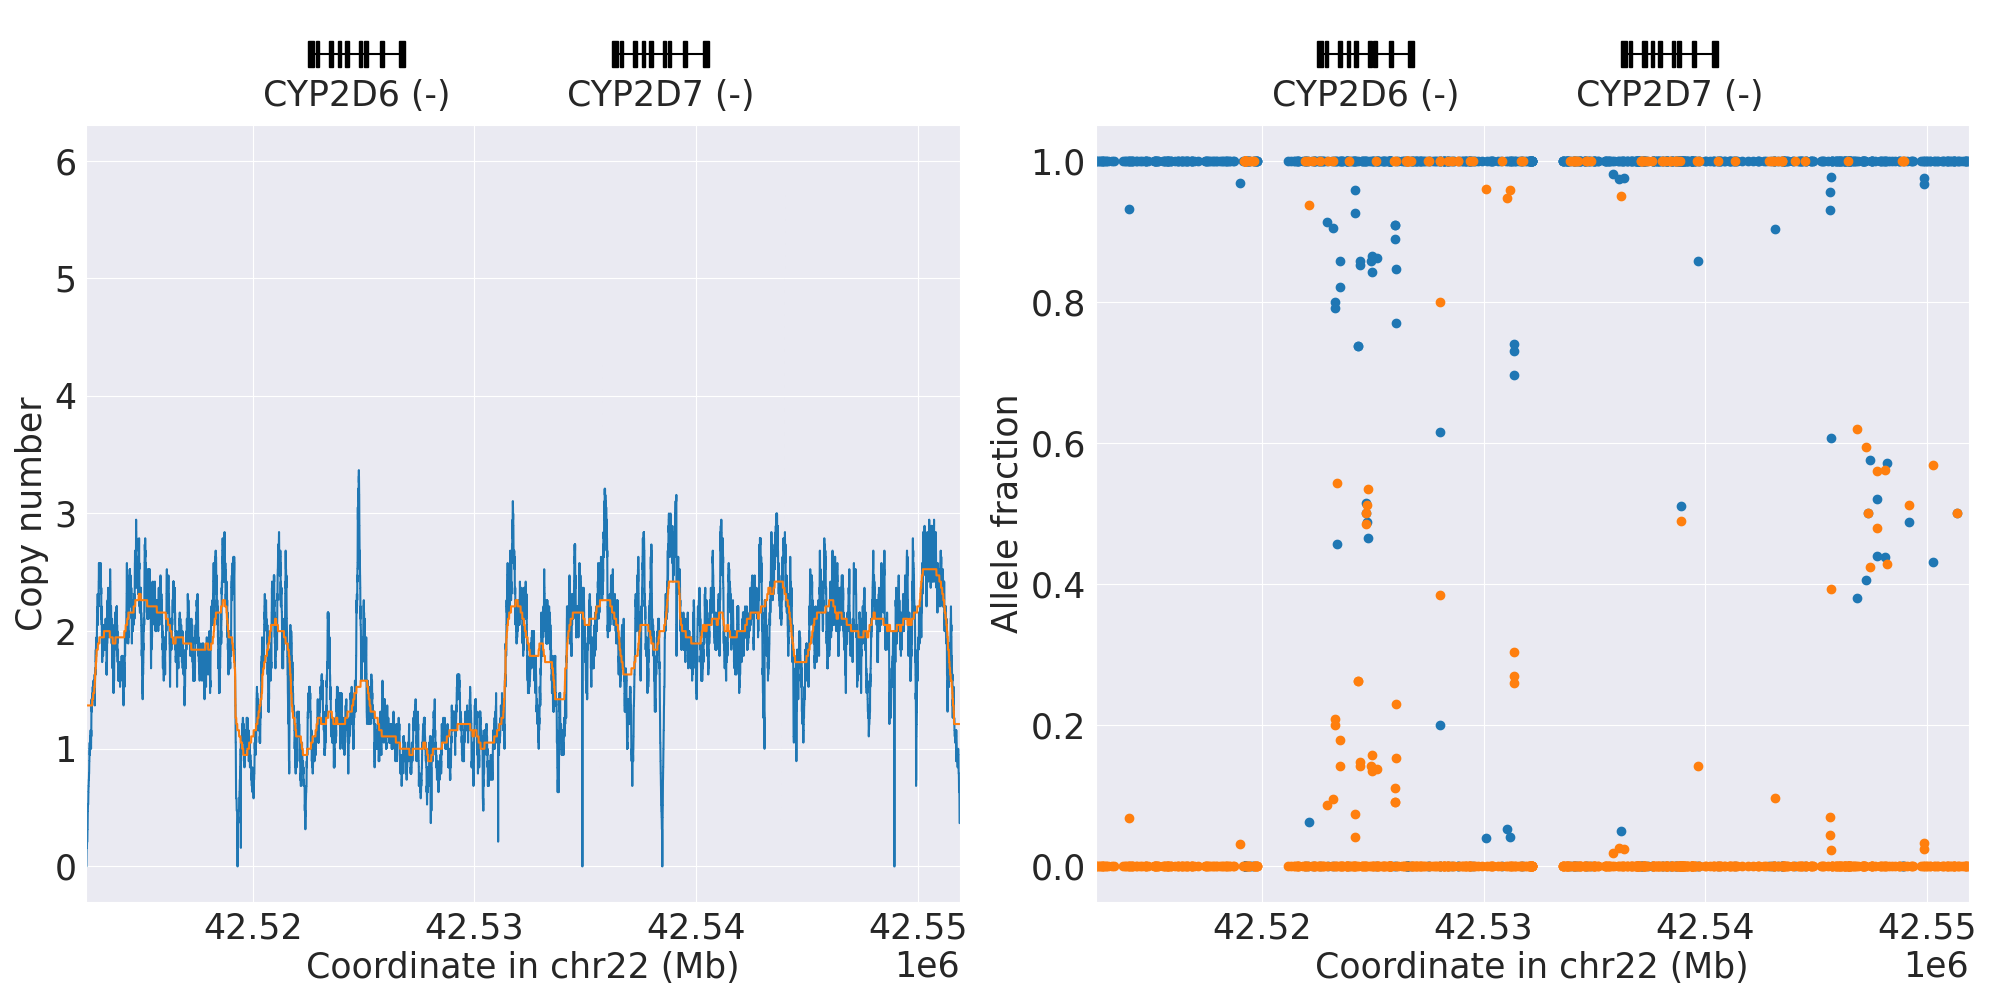 CYP2D6 (-) CYP2D7 (-)
6
5
4
3
2
1
0
Copy number
42.52 42.53 42.54 42.55
Coordinate in chr22 (Mb)
1e6
CYP2D6 (-) CYP2D7 (-)
1.0
0.8
0.6
0.4
0.2
0.0
Allele fraction
42.52 42.53 42.54 42.55
Coordinate in chr22 (Mb)
1e6